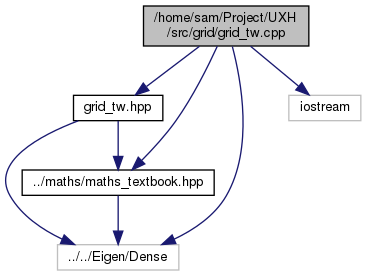 /home/sam/Project/UXH
/src/grid/grid_tw.cpp
grid_tw.hpp
iostream
../maths/maths_textbook.hpp
../../Eigen/Dense